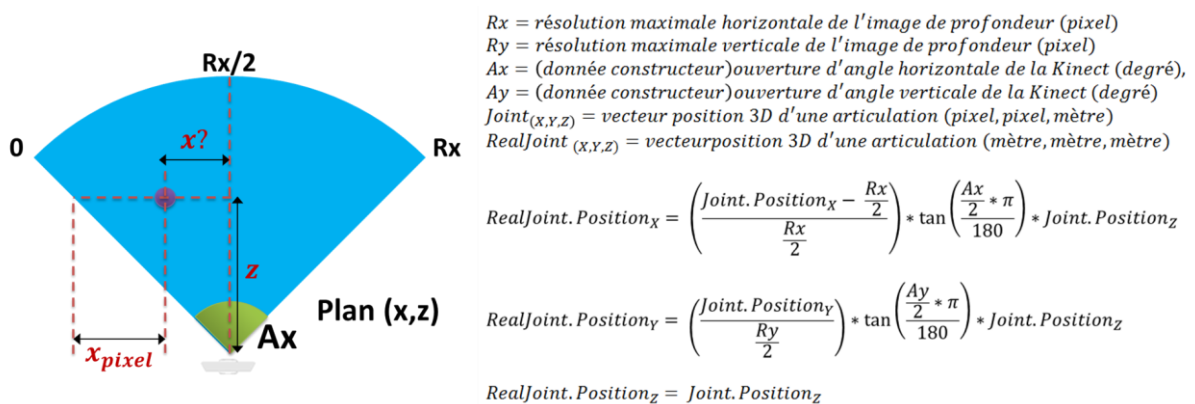 Rx/2
0
x?
Rx
z
Plan (x,z)
Ax
x_pixel
Rx = résolution maximale horizontale de l'image de profondeur (pixel)
Ry = résolution maximale verticale de l'image de profondeur (pixel)
Ax = (donnée constructeur)ouverture d'angle horizontale de la Kinect (degré),
Ay = (donnée constructeur)ouverture d'angle verticale de la Kinect (degré)
Joint_(X,Y,Z) = vecteur position 3D d'une articulation (pixel, pixel, mètre)
RealJoint _(X,Y,Z) = vecteurposition 3D d'une articulation (mètre, mètre, mètre)
RealJoint.Position_X = ((Joint.Position_X − Rx/2) / (Rx/2)) * tan((Ax/2 * π) / 180) * Joint.Position_Z
RealJoint.Position_Y = (Joint.Position_Y / (Ry/2)) * tan((Ay/2 * π) / 180) * Joint.Position_Z
RealJoint.Position_Z = Joint.Position_Z